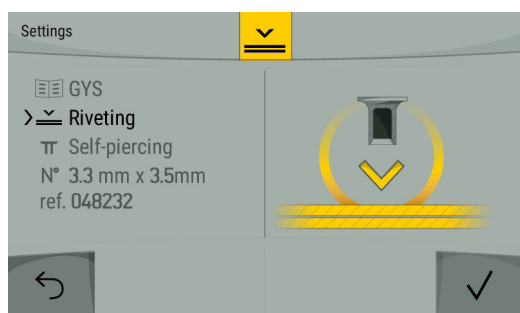 Settings
GYS
Riveting
Self-piercing
N° 3.3 mm x 3.5mm
ref. 048232